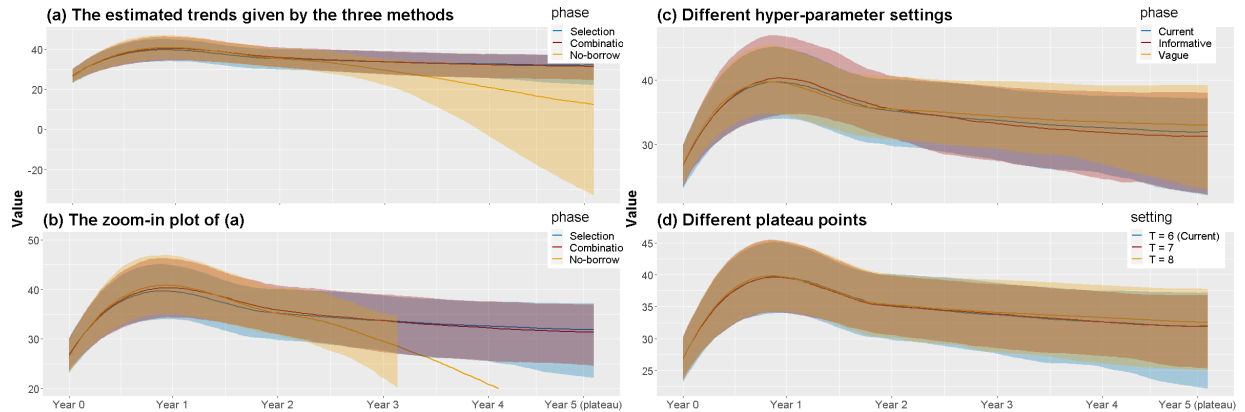 (a) The estimated trends given by the three methods
phase
Selection
Combinatio
No-borrow
40
20
0
-20
Value
(b) The zoom-in plot of (a)
phase
Selection
Combinatio
No-borrow
50
40
30
20
Year 0
Year 1
Year 2
Year 3
Year 4
Year 5 (plateau)
(c) Different hyper-parameter settings
phase
Current
Informative
Vague
40
30
Value
(d) Different plateau points
setting
T = 6 (Current)
T = 7
T = 8
45
40
35
30
25
Year 0
Year 1
Year 2
Year 3
Year 4
Year 5 (plateau)